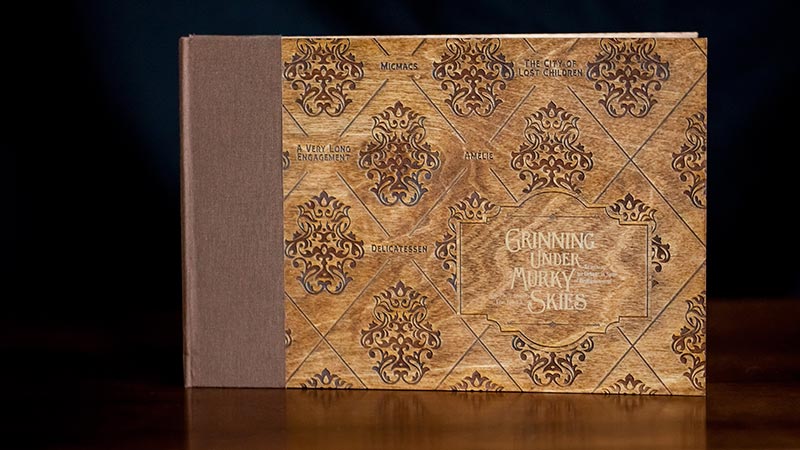 Micmacs
The City of
Lost Children
A Very Long
Engagement
Amélie
Delicatessen
Grinning
Under
Murky
Skies